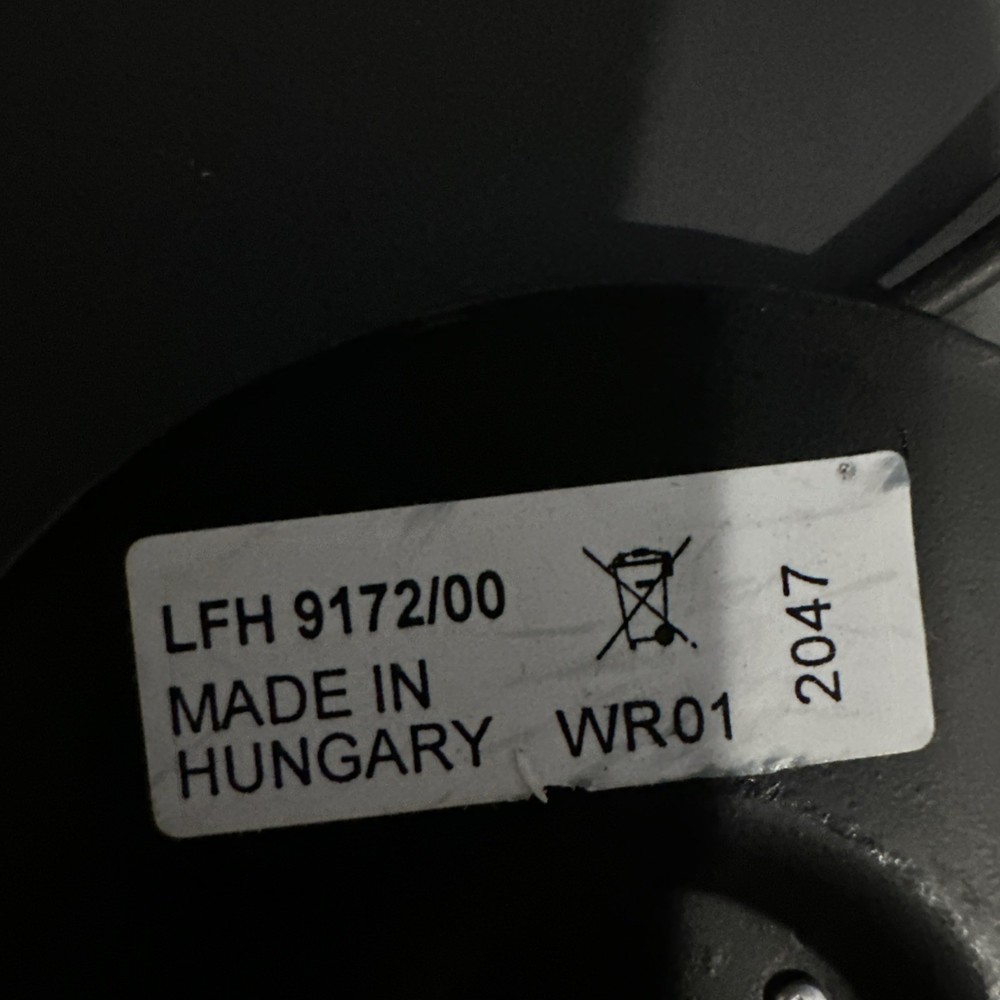 LFH 9172/00
MADE IN
HUNGARY
WR01
2047